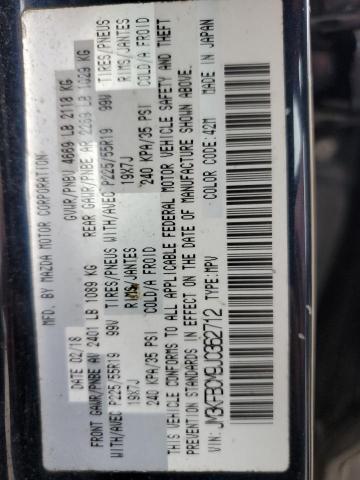 MFD. BY MAZDA MOTOR CORPORATION
DATE 02/18 GVWR/PNBV 4669 LB 2118 KG
FRONT GAWR/PNBE AV 2401 LB 1089 KG REAR GAWR/PNBE AR 2269 LB 1029 KG
WITH/AVEC P225/55R19 99V TIRES/PNEUS WITH/AVEC P225/55R19 99V TIRES/PNEUS
19X7J RIMS/JANTES 19X7J RIMS/JANTES
240 KPA/35 PSI COLD/A FROID 240 KPA/35 PSI COLD/A FROID
THIS VEHICLE CONFORMS TO ALL APPLICABLE FEDERAL MOTOR VEHICLE SAFETY AND THEFT
PREVENTION STANDARDS IN EFFECT ON THE DATE OF MANUFACTURE SHOWN ABOVE.
COLOR CODE: 42M MADE IN JAPAN
VIN: JM3KFBCM9J0362712, TYPE: MPV